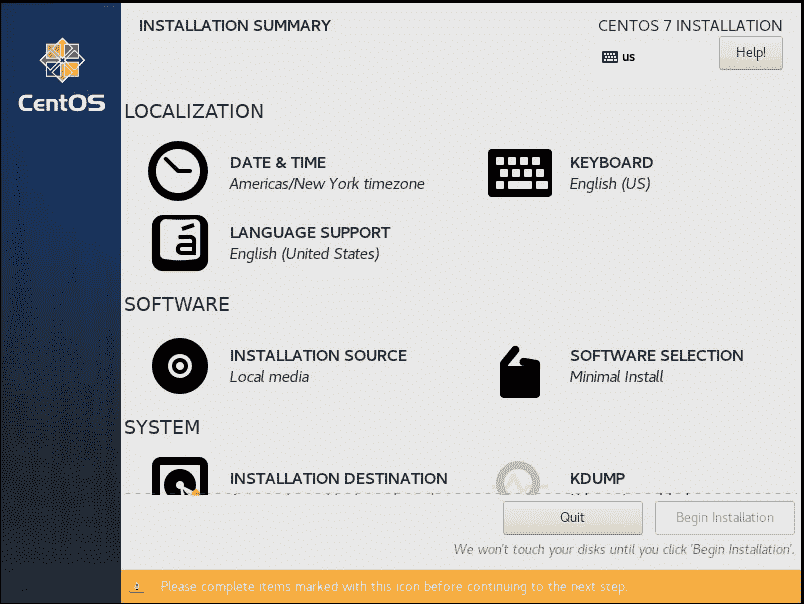 INSTALLATION SUMMARY
CENTOS 7 INSTALLATION
us
Help!
CentOS
LOCALIZATION
DATE & TIME
Americas/New York timezone
KEYBOARD
English (US)
á
LANGUAGE SUPPORT
English (United States)
SOFTWARE
INSTALLATION SOURCE
Local media
SOFTWARE SELECTION
Minimal Install
SYSTEM
INSTALLATION DESTINATION
KDUMP
Quit
Begin Installation
We won't touch your disks until you click 'Begin Installation'.
Please complete items marked with this icon before continuing to the next step.